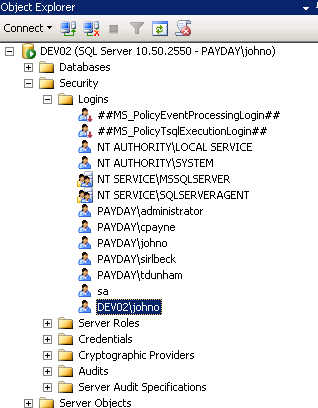 Object Explorer
Connect
DEV02 (SQL Server 10.50.2550 - PAYDAY\johno)
Databases
Security
Logins
##MS_PolicyEventProcessingLogin##
##MS_PolicyTsqlExecutionLogin##
NT AUTHORITY\LOCAL SERVICE
NT AUTHORITY\SYSTEM
NT SERVICE\MSSQLSERVER
NT SERVICE\SQLSERVERAGENT
PAYDAY\administrator
PAYDAY\cpayne
PAYDAY\johno
PAYDAY\sirlbeck
PAYDAY\tdunham
sa
DEV02\johno
Server Roles
Credentials
Cryptographic Providers
Audits
Server Audit Specifications
Server Objects